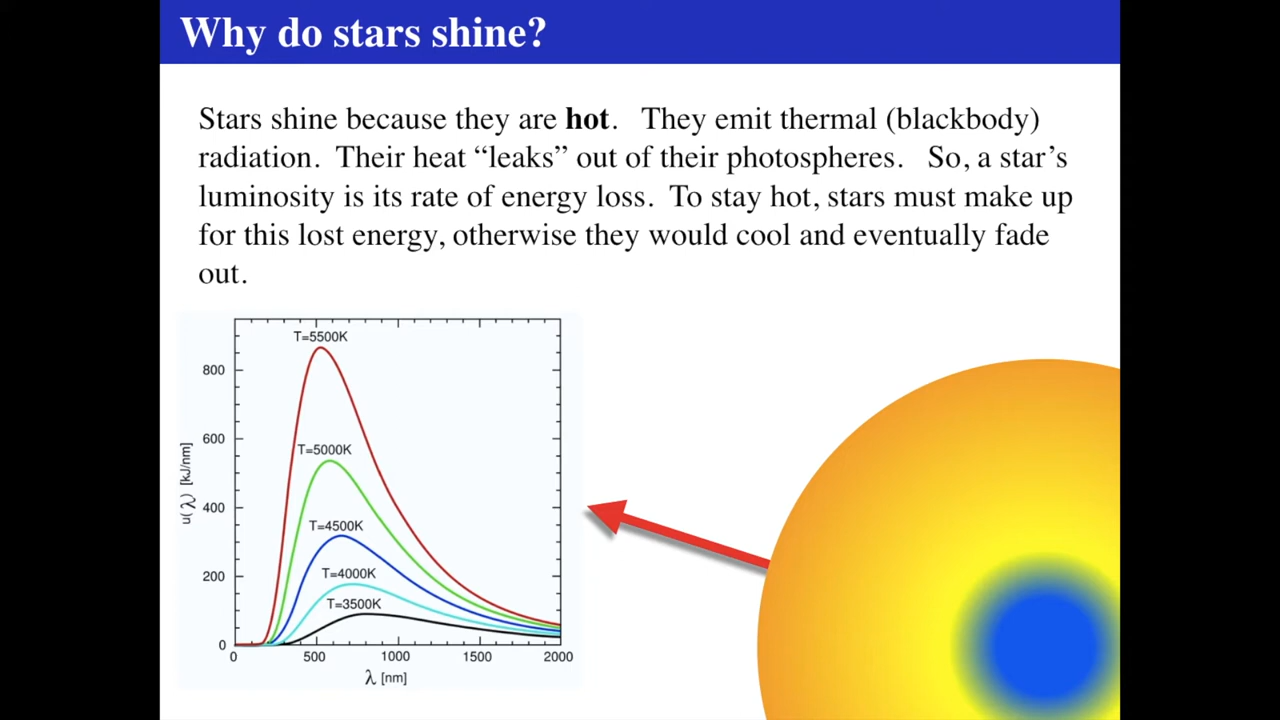 Why do stars shine?
Stars shine because they are hot. They emit thermal (blackbody)
radiation. Their heat “leaks” out of their photospheres. So, a star’s
luminosity is its rate of energy loss. To stay hot, stars must make up
for this lost energy, otherwise they would cool and eventually fade
out.
T=5500K
800
600
T=5000K
u(λ) [kJ/nm]
400
T=4500K
T=4000K
200
T=3500K
0
0 500 1000 1500 2000
λ [nm]